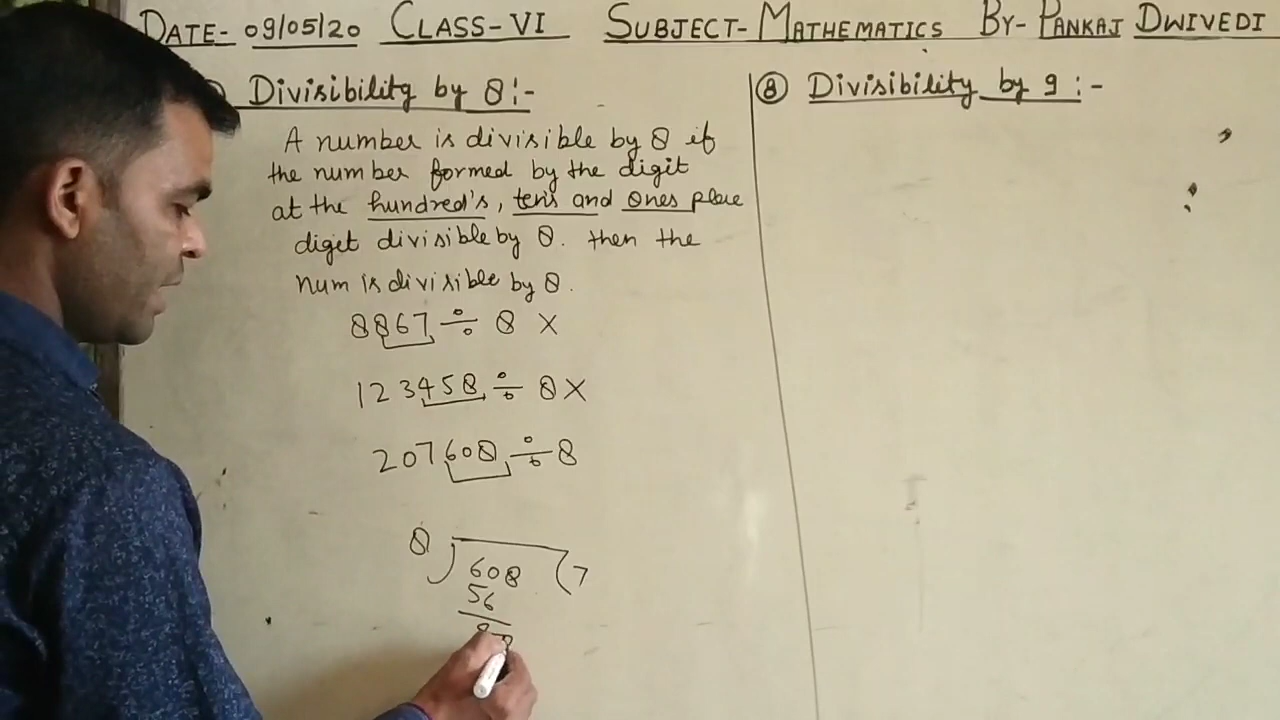 DATE- 09/05/20 CLASS-VI SUBJECT- MATHEMATICS BY- PANKAJ DWIVEDI
Divisibility by 8:-
A number is divisible by 8 if
the number formed by the digit
at the hundred's, ten's and ones place
digit divisible by 8. then the
num is divisible by 8.
8867 ÷ 8 X
123458 ÷ 8 X
207608 ÷ 8
8 ) 608 ( 7
56
⑧ Divisibility by 9:-